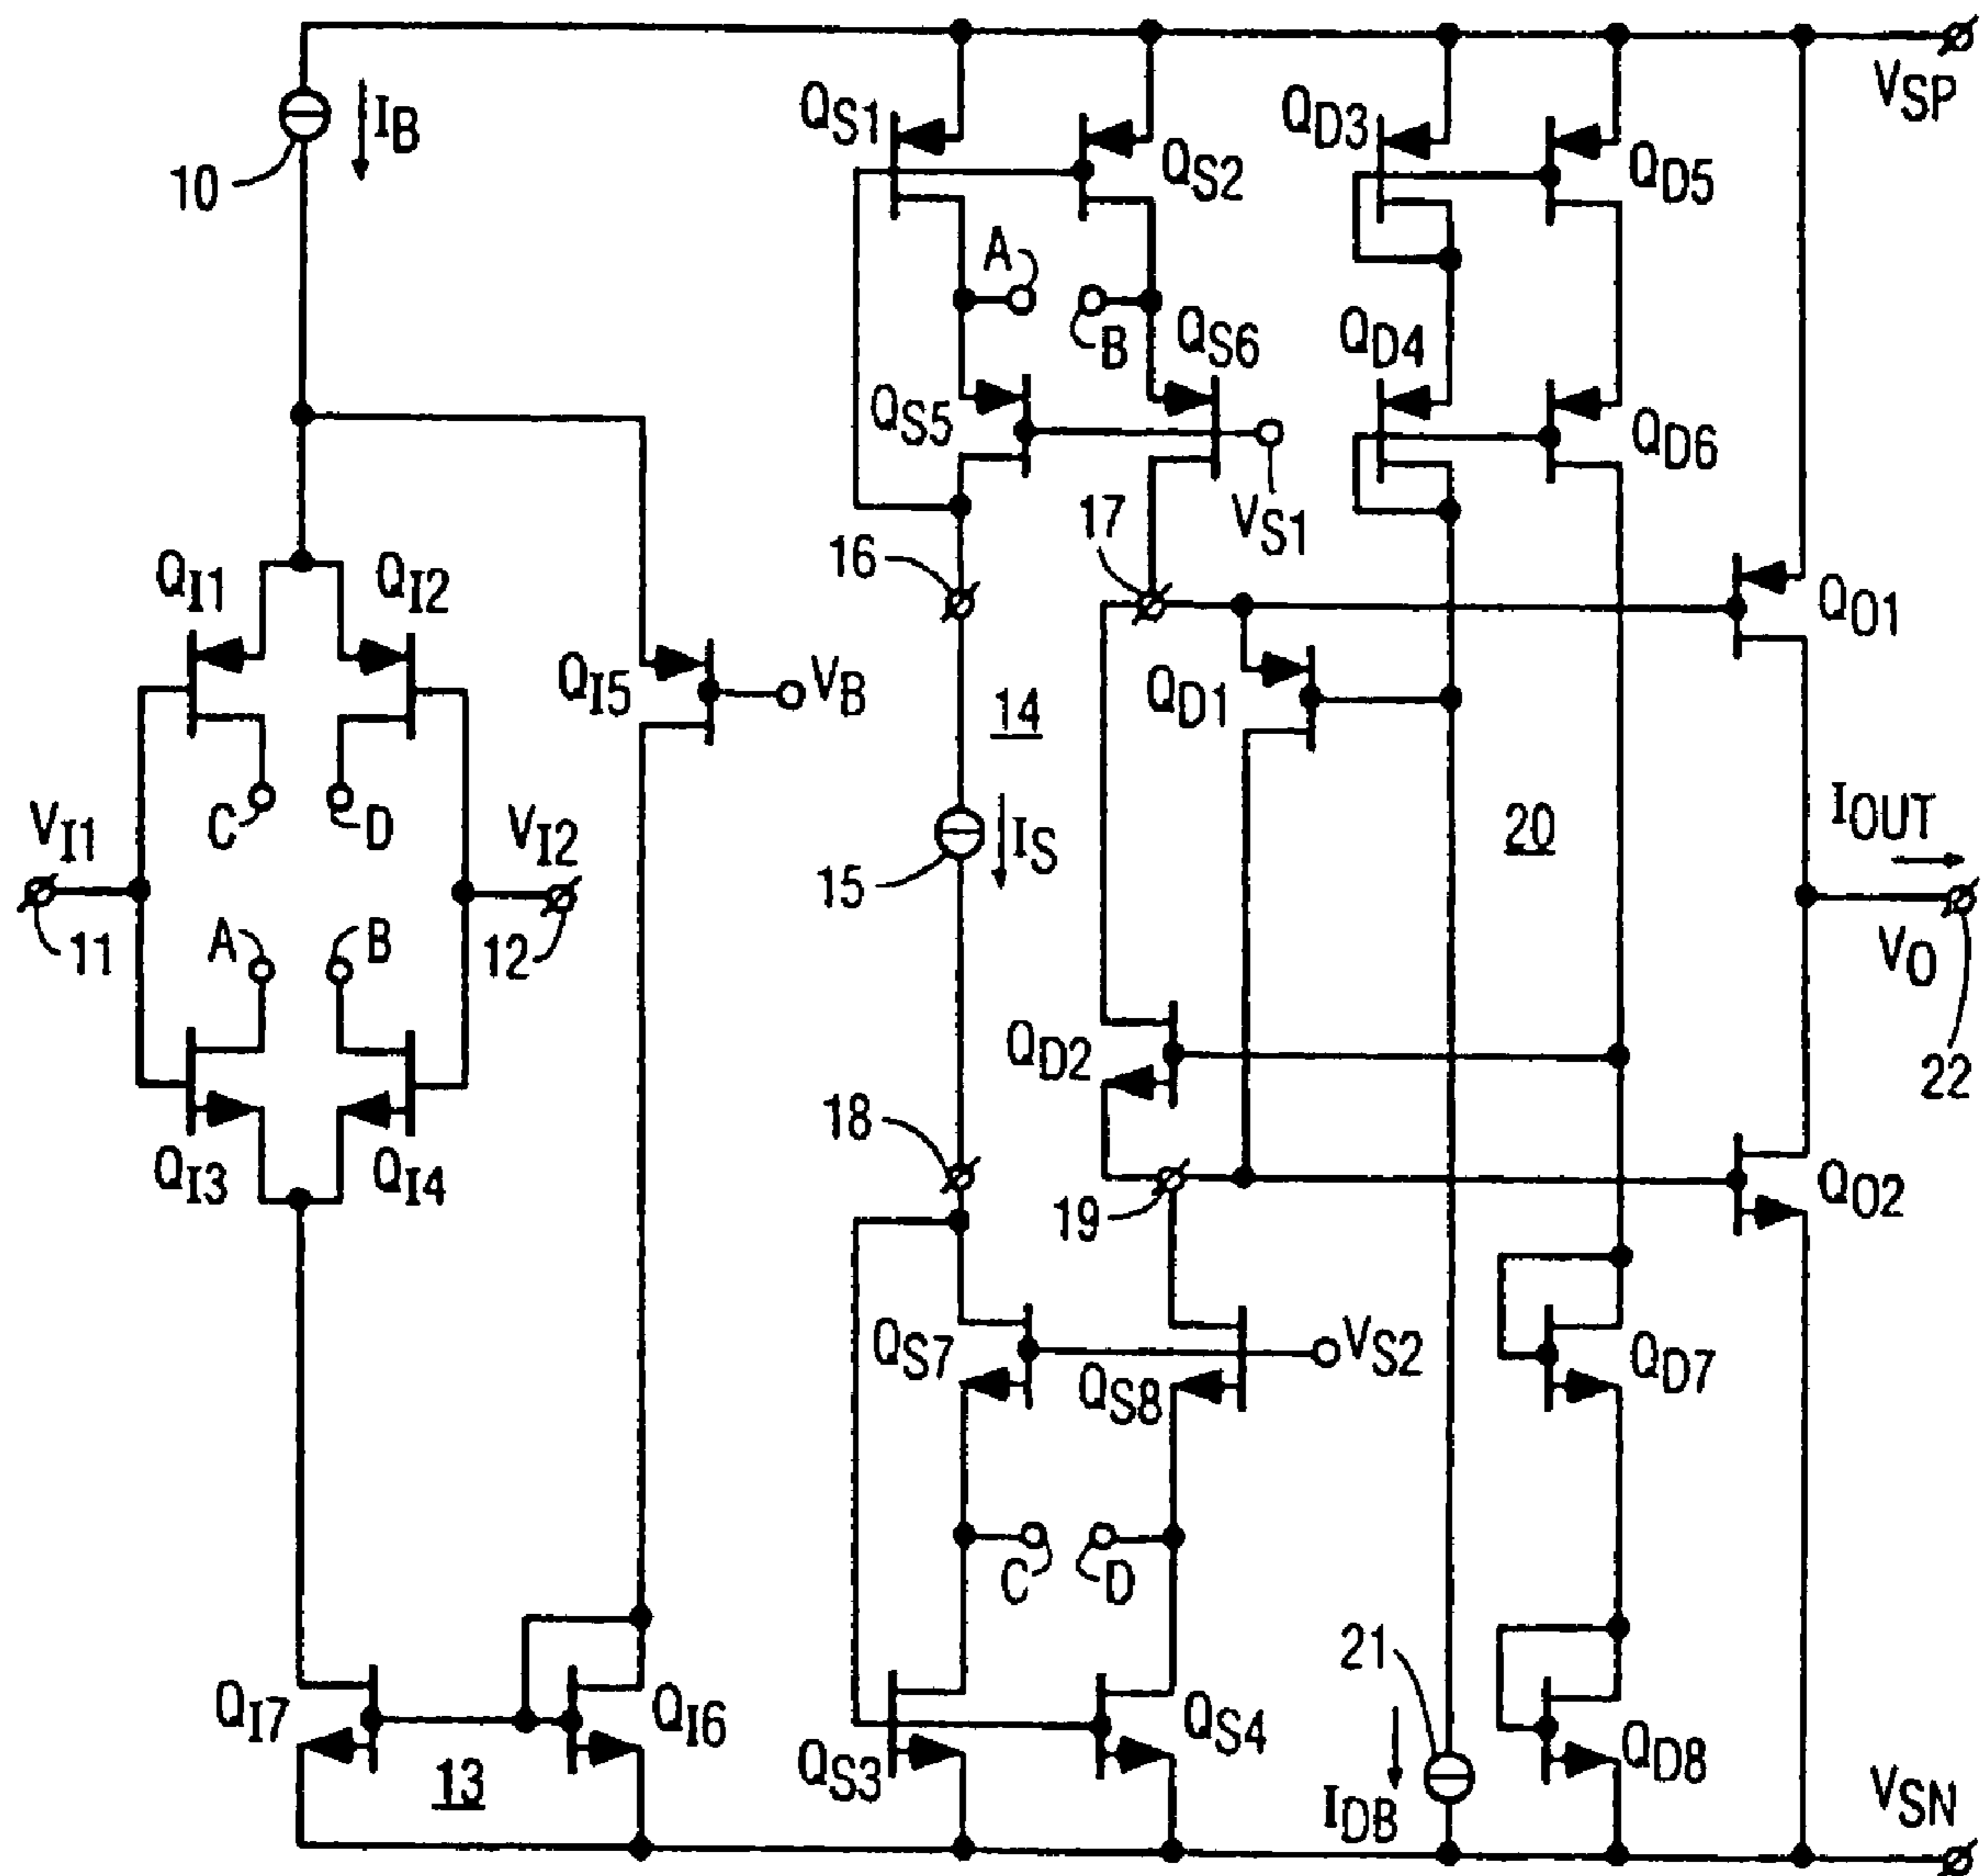 VSP
QS1
QD3
IB
10
QS2
QD5
A
B
QS6
QD4
QS5
QD6
VS1
17
16
QI1
QI2
QO1
QI5
VB
QD1
14
C
D
VI1
VI2
IS
15
20
IOUT
11
A
B
12
VO
QD2
22
18
QI3
QI4
19
QO2
QS7
VS2
QS8
QD7
C
D
21
QI7
QI6
QS4
QS3
13
QD8
IDB
VSN